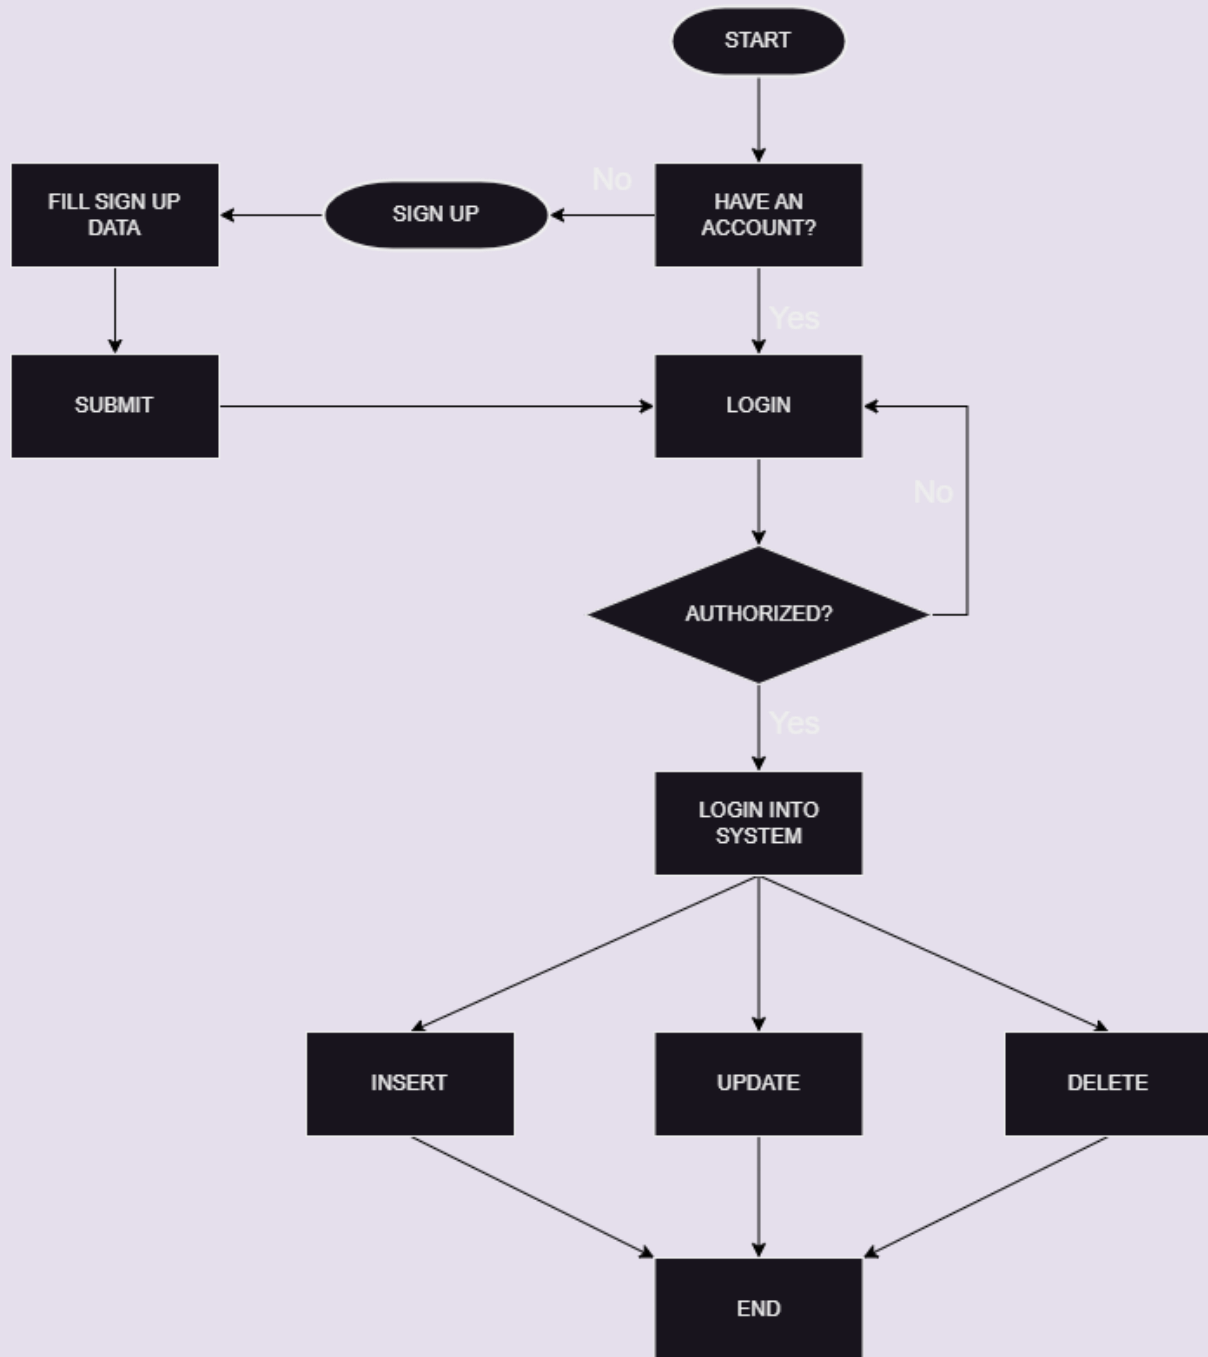 START
No
FILL SIGN UP
DATA
SIGN UP
HAVE AN
ACCOUNT?
Yes
SUBMIT
LOGIN
No
AUTHORIZED?
Yes
LOGIN INTO
SYSTEM
INSERT
UPDATE
DELETE
END